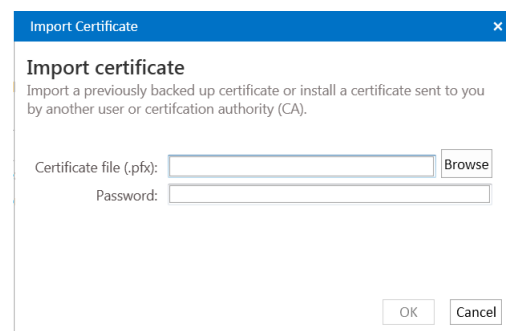 Import Certificate
Import certificate
Import a previously backed up certificate or install a certificate sent to you
by another user or certifcation authority (CA).
Certificate file (.pfx):
Browse
Password:
OK
Cancel